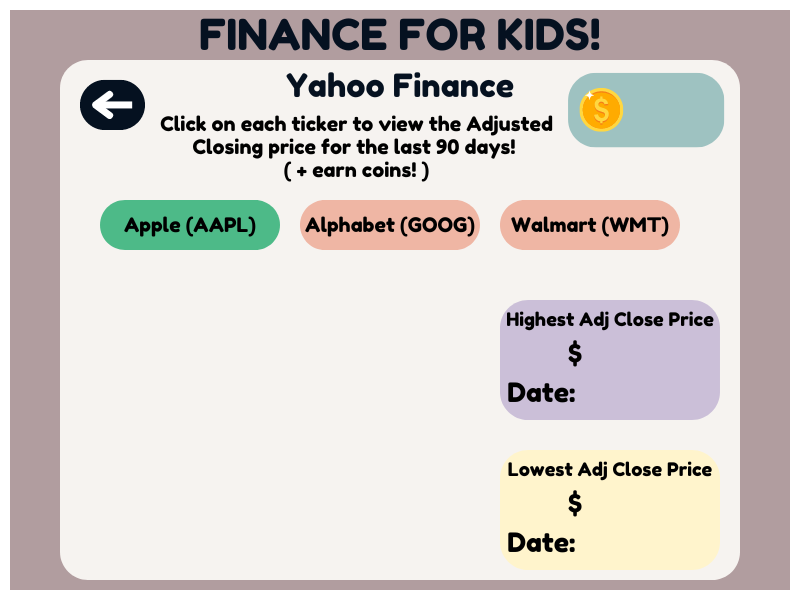 FINANCE FOR KIDS!
Yahoo Finance
Click on each ticker to view the Adjusted
Closing price for the last 90 days!
( + earn coins! )
$
Apple (AAPL)
Alphabet (GOOG)
Walmart (WMT)
Highest Adj Close Price
$
Date:
Lowest Adj Close Price
$
Date: